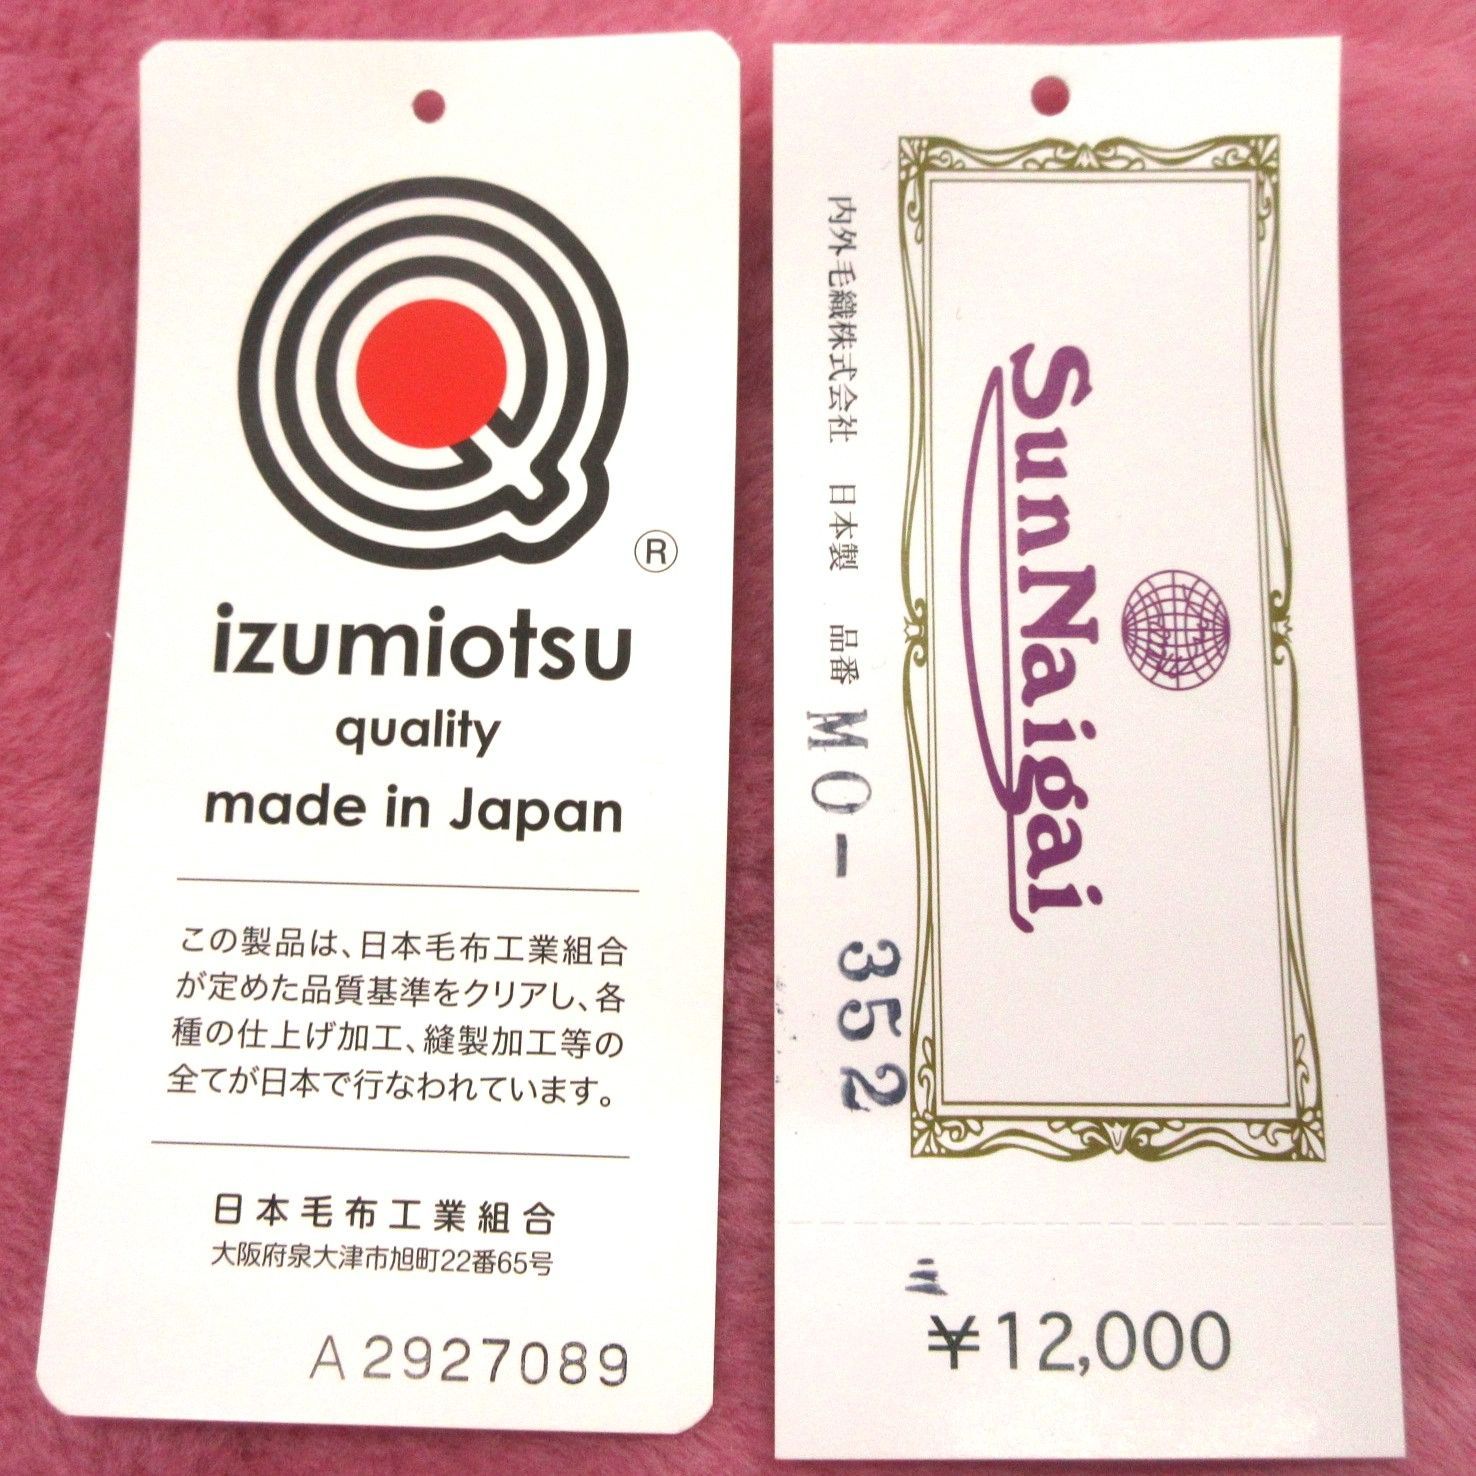 ®
izumiotsu
quality
made in Japan
この製品は、日本毛布工業組合
が定めた品質基準をクリアし、各
種の仕上げ加工、縫製加工等の
全てが日本で行なわれています。
日本毛布工業組合
大阪府泉大津市旭町22番65号
A2927089
Sun Naigai
内外毛織株式会社 日本製 品番 MO-352
¥12,000